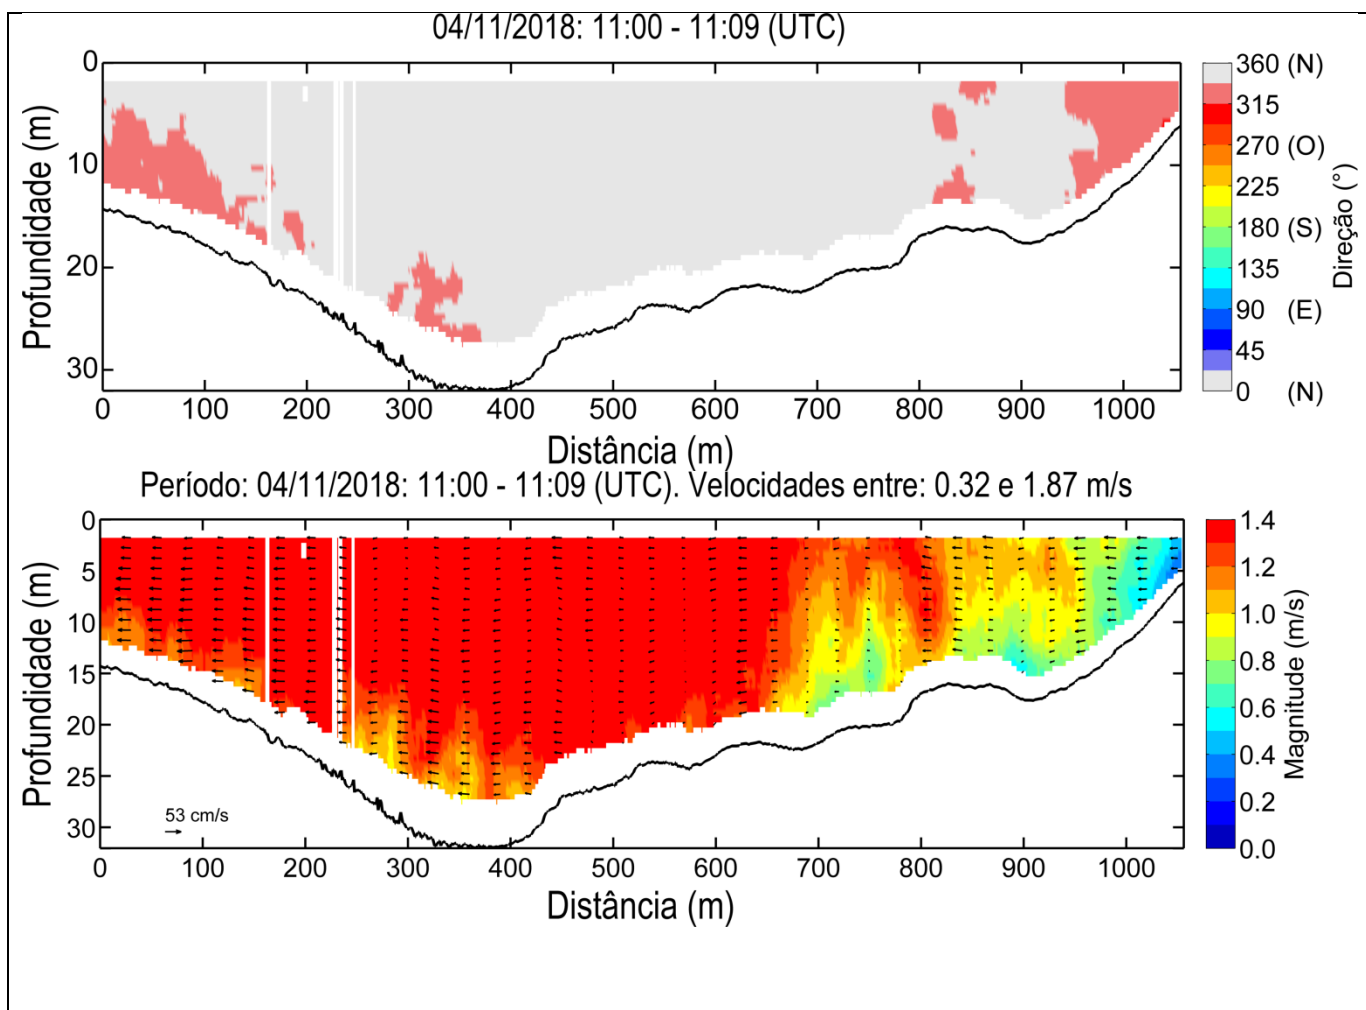 04/11/2018: 11:00 - 11:09 (UTC)
Profundidade (m)
0
10
20
30
0 100 200 300 400 500 600 700 800 900 1000
Distância (m)
360 (N)
315
270 (O)
225
180 (S)
135
90 (E)
45
0 (N)
Direção (°)
Período: 04/11/2018: 11:00 - 11:09 (UTC). Velocidades entre: 0.32 e 1.87 m/s
Profundidade (m)
0
5
10
15
20
25
30
53 cm/s
0 100 200 300 400 500 600 700 800 900 1000
Distância (m)
1.4
1.2
1.0
0.8
0.6
0.4
0.2
0.0
Magnitude (m/s)